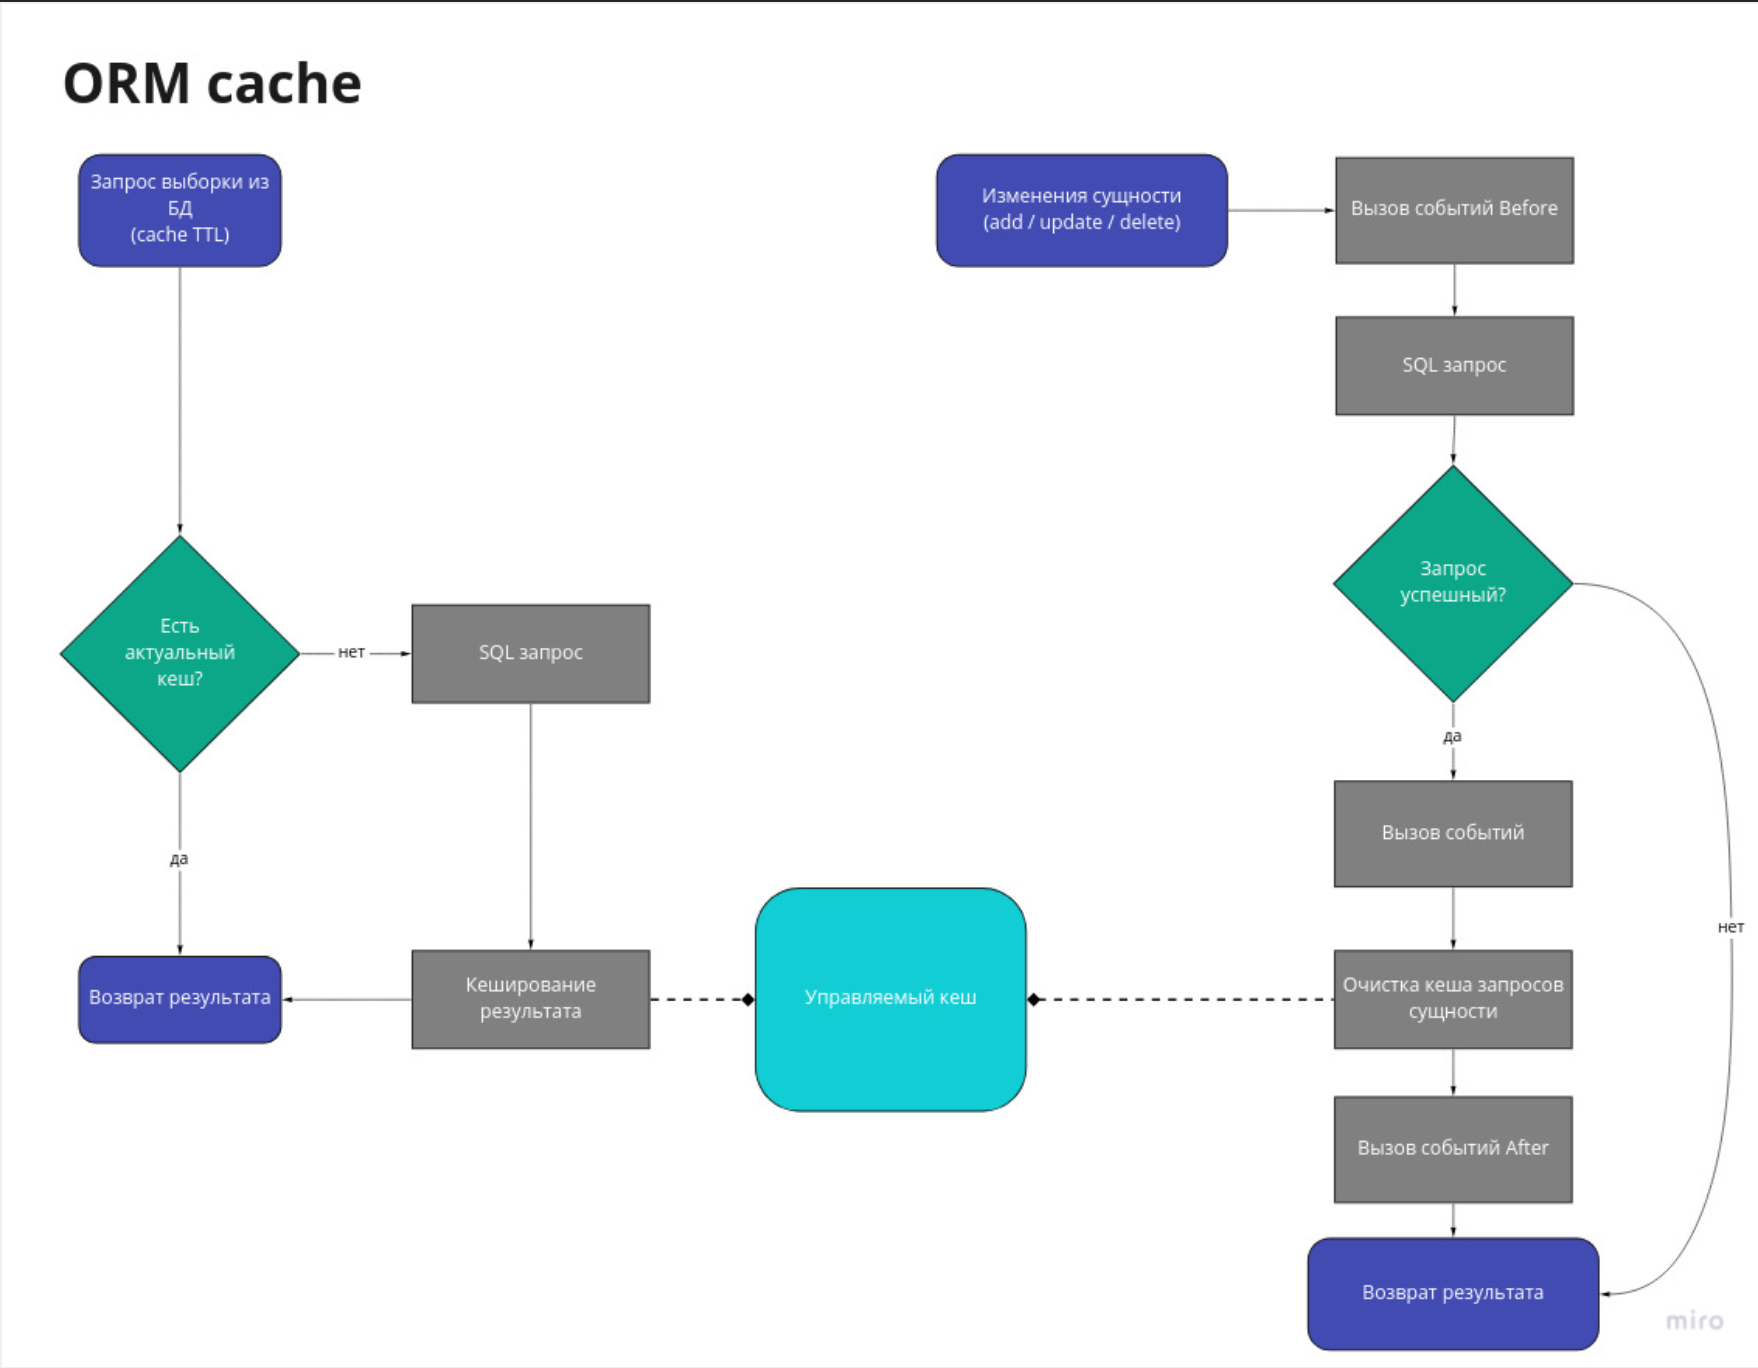 ORM cache
Запрос выборки из
БД
(cache TTL)
Есть
актуальный
кеш?
нет
SQL запрос
да
Возврат результата
Кеширование
результата
Управляемый кеш
Изменения сущности
(add / update / delete)
Вызов событий Before
SQL запрос
Запрос
успешный?
да
нет
Вызов событий
Очистка кеша запросов
сущности
Вызов событий After
Возврат результата
miro